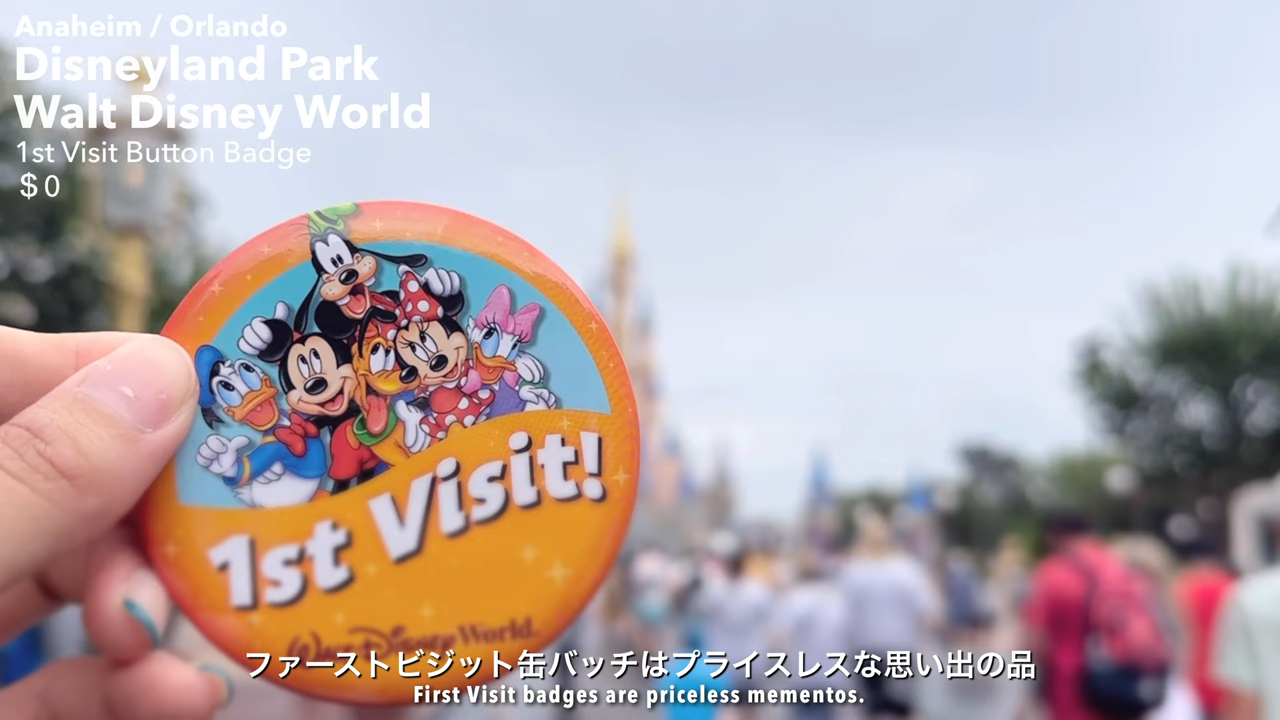 Anaheim / Orlando
Disneyland Park
Walt Disney World
1st Visit Button Badge
$0
1st Visit!
Walt Disney World
ファーストビジット缶バッチはプライスレスな思い出の品
First Visit badges are priceless mementos.